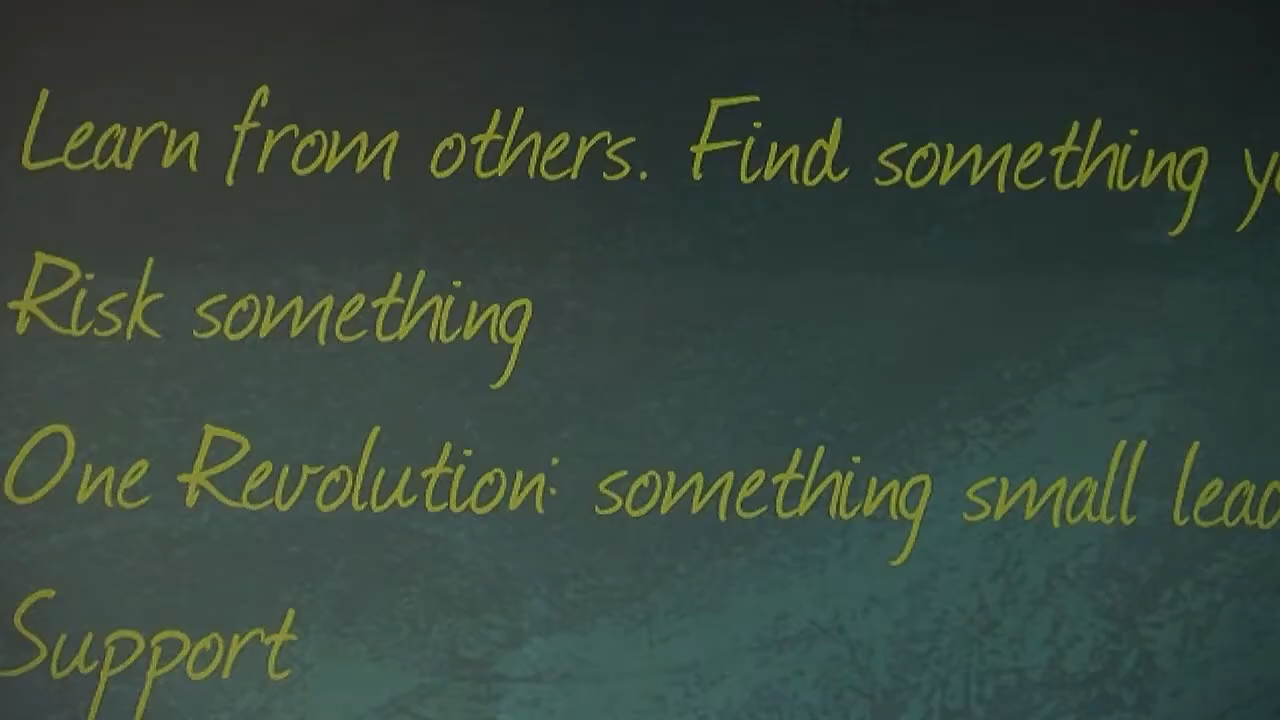 Learn from others. Find something
Risk something
One Revolution: something small
Support